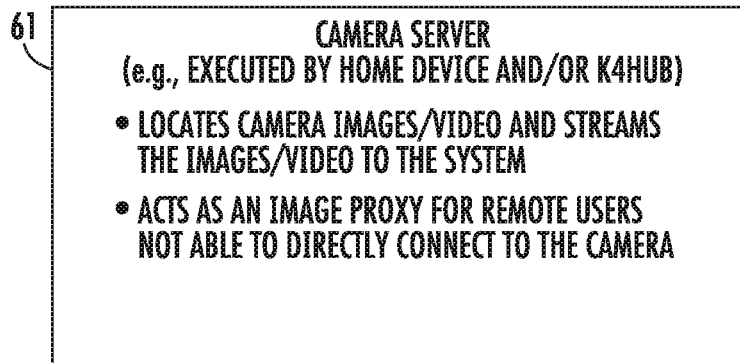 61
CAMERA SERVER
(e.g., EXECUTED BY HOME DEVICE AND/OR K4HUB)
• LOCATES CAMERA IMAGES/VIDEO AND STREAMS
THE IMAGES/VIDEO TO THE SYSTEM
• ACTS AS AN IMAGE PROXY FOR REMOTE USERS
NOT ABLE TO DIRECTLY CONNECT TO THE CAMERA